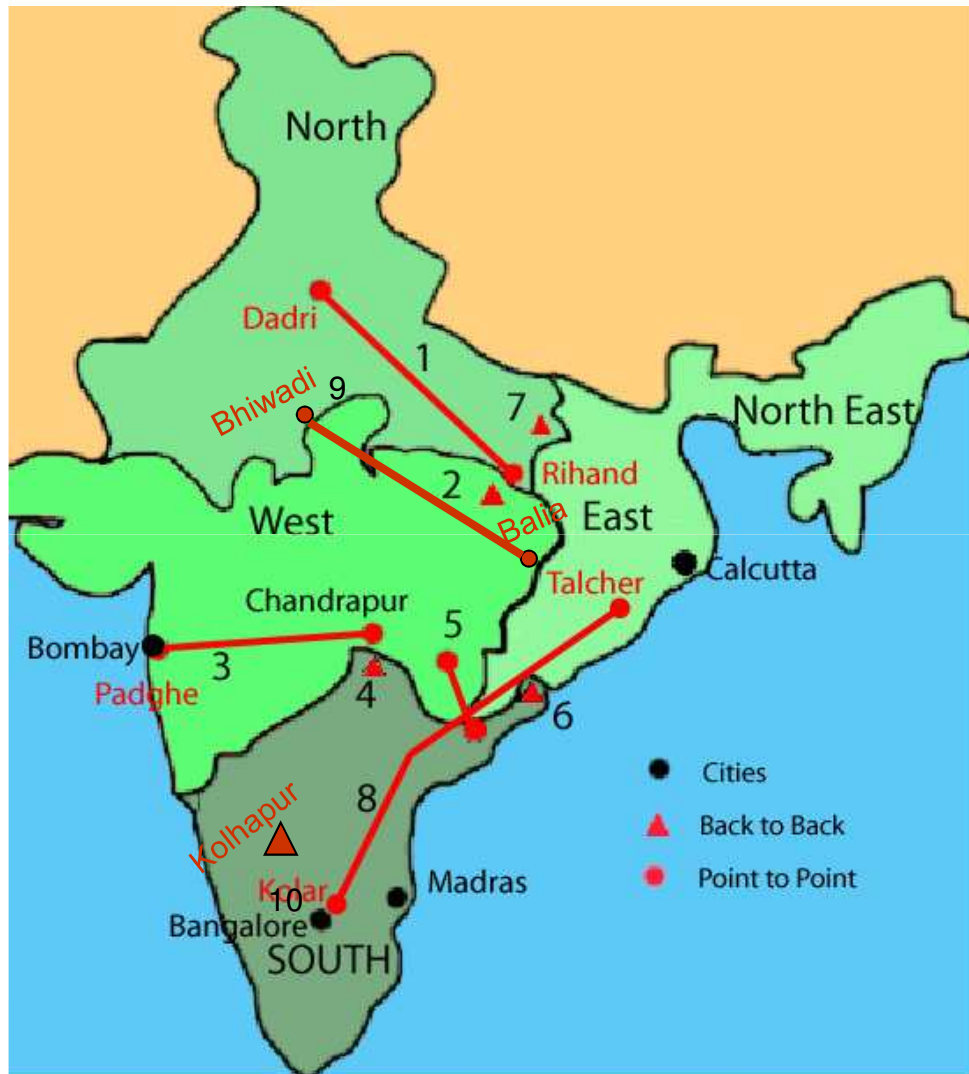 North
Dadri
1
Bhiwadi
9
7
North East
2
Rihand
West
Balia
East
Talcher
Calcutta
Chandrapur
5
Bombay
3
Padghe
4
6
Cities
8
Kolhapur
Back to Back
Kolar
10
Madras
Point to Point
Bangalore
SOUTH